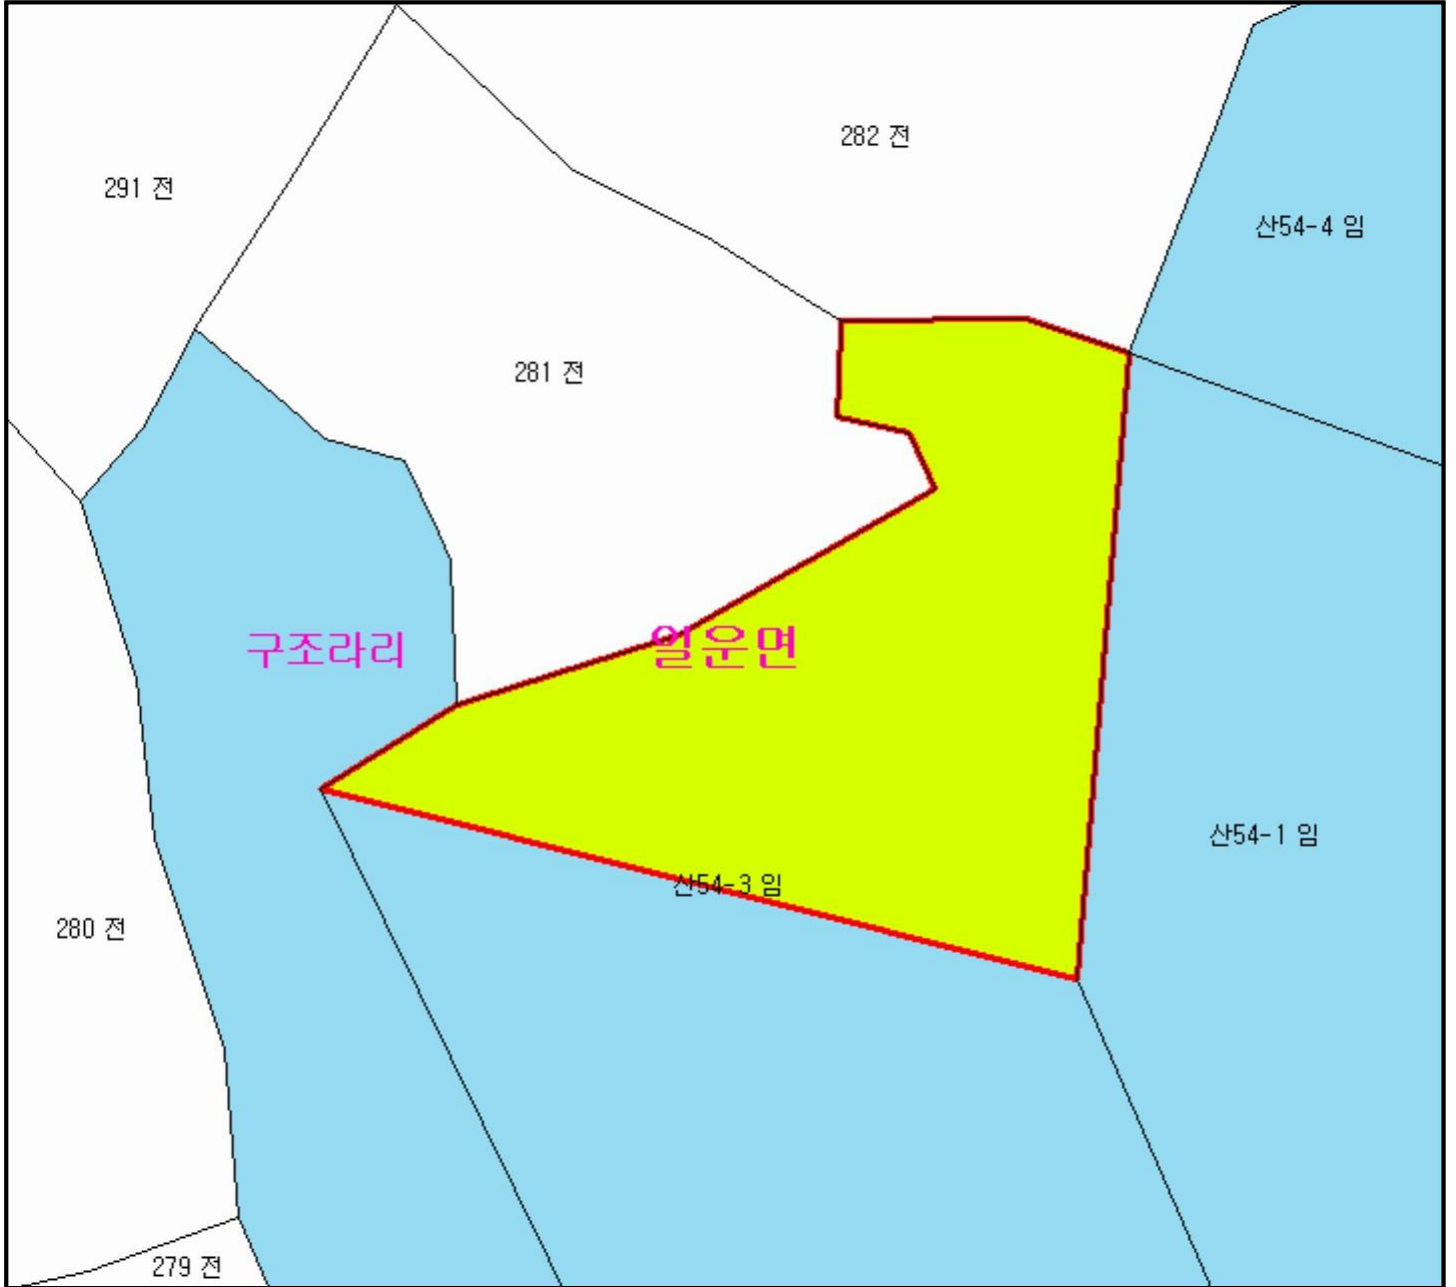 282 전
291 전
산54-4 임
281 전
구조라리
일운면
산54-1 임
산54-3 임
280 전
279 전